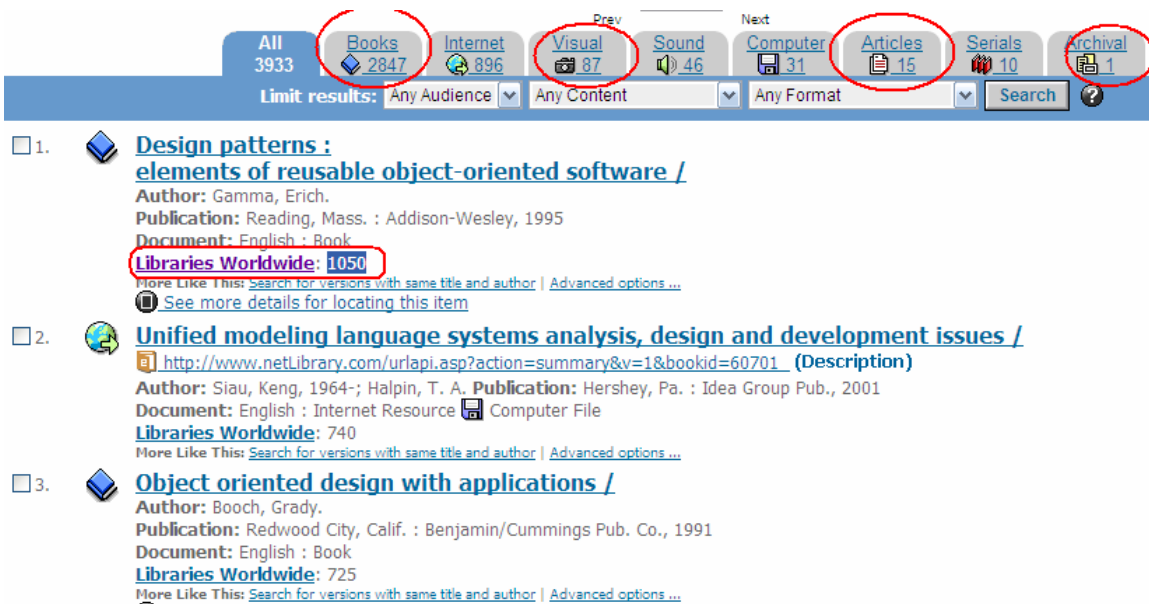 Prev Next
All Books Internet Visual Sound Computer Articles Serials Archival
3933 2847 896 87 46 31 15 10 1
Limit results: Any Audience Any Content Any Format Search ?
1. Design patterns :
elements of reusable object-oriented software /
Author: Gamma, Erich.
Publication: Reading, Mass. : Addison-Wesley, 1995
Document: English : Book
Libraries Worldwide: 1050
More Like This: Search for versions with same title and author | Advanced options ...
See more details for locating this item
2. Unified modeling language systems analysis, design and development issues /
http://www.netLibrary.com/urlapi.asp?action=summary&v=1&bookid=60701 (Description)
Author: Siau, Keng, 1964-; Halpin, T. A. Publication: Hershey, Pa. : Idea Group Pub., 2001
Document: English : Internet Resource Computer File
Libraries Worldwide: 740
More Like This: Search for versions with same title and author | Advanced options ...
3. Object oriented design with applications /
Author: Booch, Grady.
Publication: Redwood City, Calif. : Benjamin/Cummings Pub. Co., 1991
Document: English : Book
Libraries Worldwide: 725
More Like This: Search for versions with same title and author | Advanced options ...